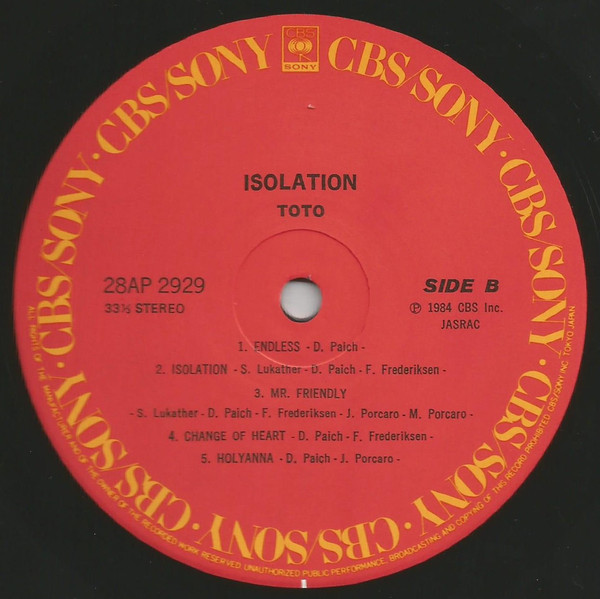 CBS/SONY · CBS/SONY · CBS/SONY · CBS/SONY · CBS/SONY · CBS/SONY · CBS/SONY · CBS/SONY
CBS
SONY
ISOLATION
TOTO
28AP 2929
33⅓ STEREO
SIDE B
℗ 1984 CBS Inc.
JASRAC
1. ENDLESS - D. Paich -
2. ISOLATION - S. Lukather - D. Paich - F. Frederiksen -
3. MR. FRIENDLY
- S. Lukather - D. Paich - F. Frederiksen - J. Porcaro - M. Porcaro -
4. CHANGE OF HEART - D. Paich - F. Frederiksen -
5. HOLYANNA - D. Paich - J. Porcaro -
ALL RIGHTS OF THE MANUFACTURER AND OF THE OWNER OF THE RECORDED WORK RESERVED UNAUTHORIZED PUBLIC PERFORMANCE, BROADCASTING AND COPYING OF THIS RECORD PROHIBITED CBS/SONY INC. TOKYO JAPAN